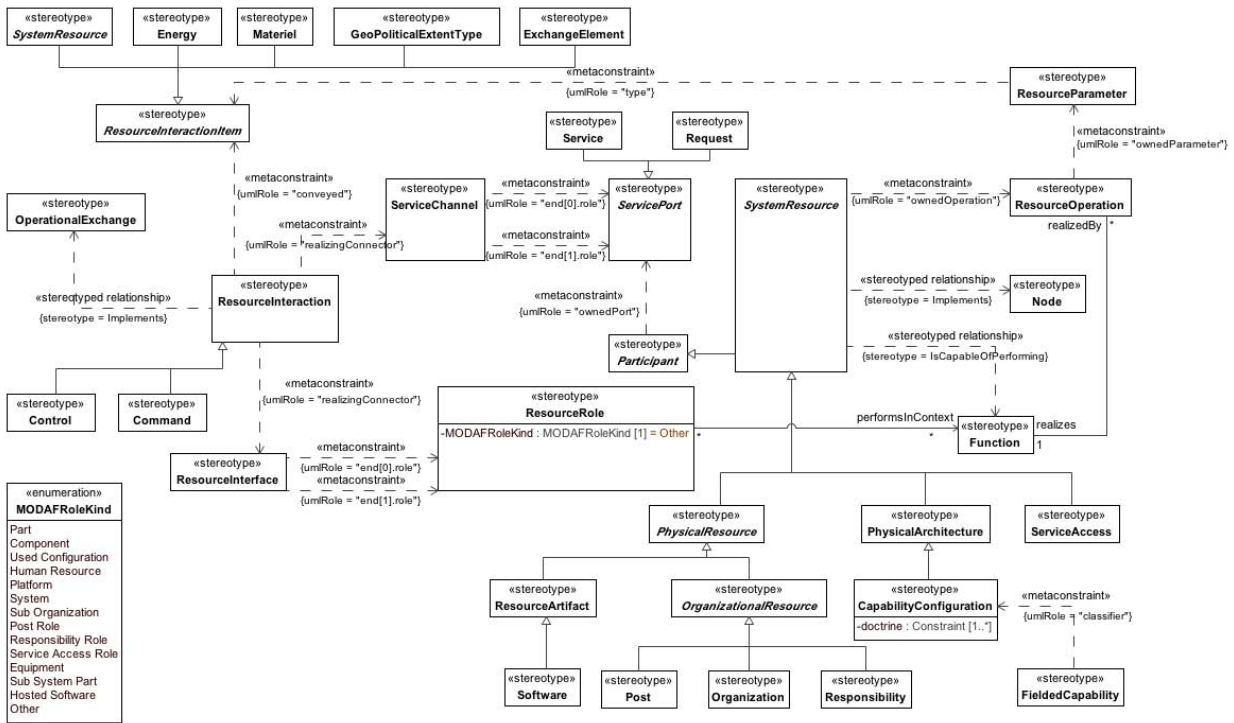 «stereotype»
SystemResource
«stereotype»
Energy
«stereotype»
Materiel
«stereotype»
GeoPoliticalExtentType
«stereotype»
ExchangeElement
«metaconstraint»
{umlRole = "type"}
«stereotype»
ResourceParameter
«stereotype»
ResourceInteractionItem
«stereotype»
Service
«stereotype»
Request
«metaconstraint»
{umlRole = "ownedParameter"}
«metaconstraint»
{umlRole = "conveyed"}
«stereotype»
ServiceChannel
«metaconstraint»
{umlRole = "end[0].role"}
«metaconstraint»
{umlRole = "end[1].role"}
«stereotype»
ServicePort
«stereotype»
SystemResource
«metaconstraint»
{umlRole = "ownedOperation"}
«stereotype»
ResourceOperation
realizedBy
*
«stereotype»
OperationalExchange
«metaconstraint»
{umlRole = "realizingConnector"}
«stereotype»
ResourceInteraction
«stereotyped relationship»
{stereotype = Implements}
«metaconstraint»
{umlRole = "ownedPort"}
«stereotyped relationship»
{stereotype = Implements}
«stereotype»
Node
«stereotyped relationship»
{stereotype = IsCapableOfPerforming}
«stereotype»
Participant
«stereotype»
Control
«stereotype»
Command
«metaconstraint»
{umlRole = "realizingConnector"}
«stereotype»
ResourceRole
-MODAFRoleKind : MODAFRoleKind [1] = Other
*
performsInContext
*
«stereotype»
Function
realizes
1
«stereotype»
ResourceInterface
«metaconstraint»
{umlRole = "end[0].role"}
«metaconstraint»
{umlRole = "end[1].role"}
«enumeration»
MODAFRoleKind
Part
Component
Used Configuration
Human Resource
Platform
System
Sub Organization
Post Role
Responsibility Role
Service Access Role
Equipment
Sub System Part
Hosted Software
Other
«stereotype»
PhysicalResource
«stereotype»
PhysicalArchitecture
«stereotype»
ServiceAccess
«stereotype»
ResourceArtifact
«stereotype»
OrganizationalResource
«stereotype»
CapabilityConfiguration
-doctrine : Constraint [1..*]
«metaconstraint»
{umlRole = "classifier"}
«stereotype»
Software
«stereotype»
Post
«stereotype»
Organization
«stereotype»
Responsibility
«stereotype»
FieldedCapability